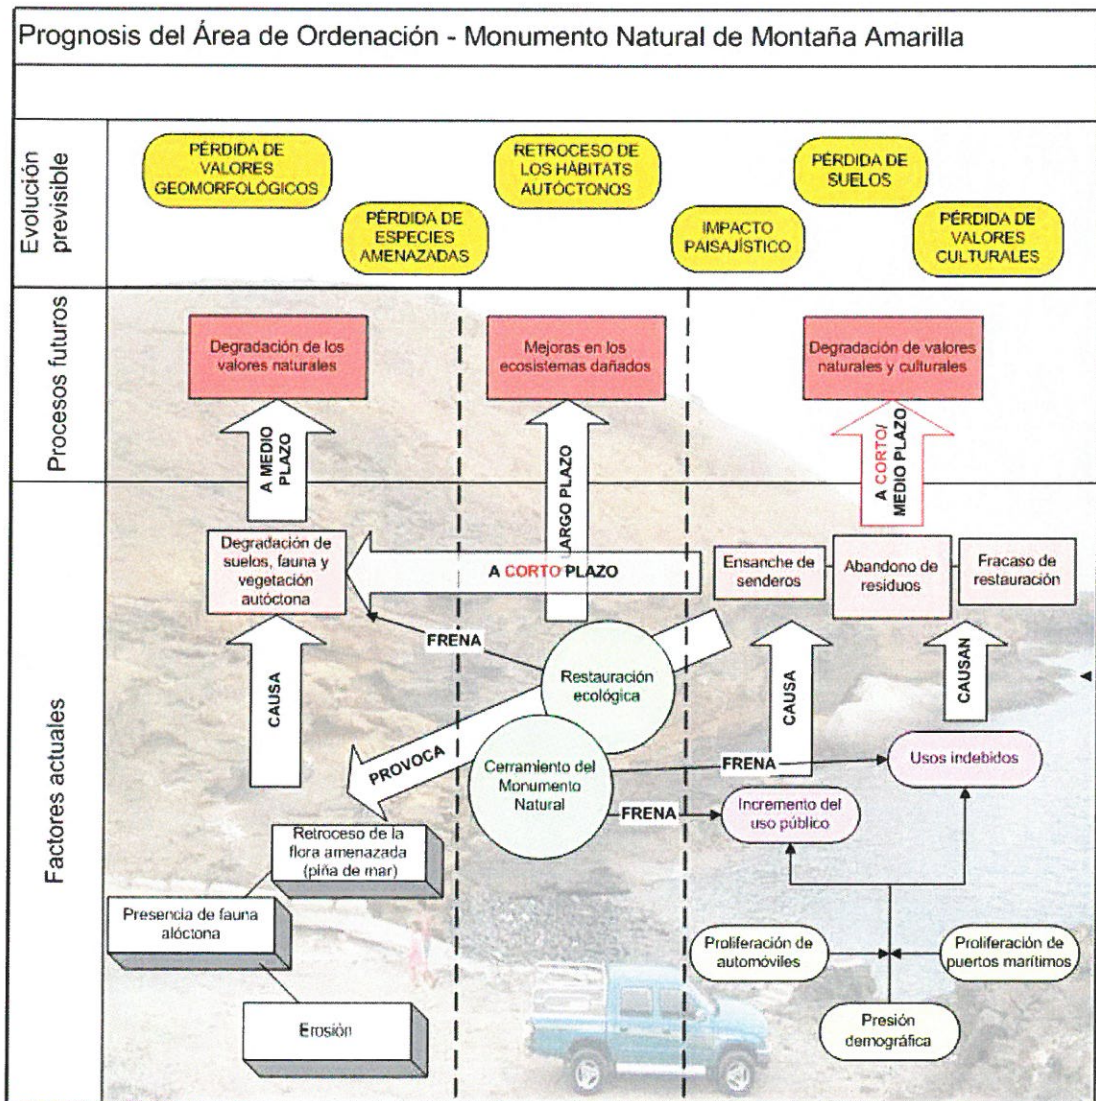 Prognosis del Área de Ordenación - Monumento Natural de Montaña Amarilla
Evolución
previsible
PÉRDIDA DE
VALORES
GEOMORFOLÓGICOS
PÉRDIDA DE
ESPECIES
AMENAZADAS
RETROCESO DE
LOS HÁBITATS
AUTÓCTONOS
IMPACTO
PAISAJÍSTICO
PÉRDIDA DE
SUELOS
PÉRDIDA DE
VALORES
CULTURALES
Procesos futuros
Degradación de los
valores naturales
Mejoras en los
ecosistemas dañados
Degradación de valores
naturales y culturales
A MEDIO
PLAZO
LARGO PLAZO
A CORTO/
MEDIO PLAZO
Factores actuales
Degradación de
suelos, fauna y
vegetación
autóctona
A CORTO PLAZO
Ensanche de
senderos
Abandono de
residuos
Fracaso de
restauración
FRENA
CAUSA
Restauración
ecológica
CAUSA
CAUSAN
PROVOCA
Cerramiento del
Monumento
Natural
FRENA
Usos indebidos
FRENA
Incremento del
uso público
Retroceso de la
flora amenazada
(piña de mar)
Presencia de fauna
alóctona
Erosión
Proliferación de
automóviles
Proliferación de
puertos marítimos
Presión
demográfica